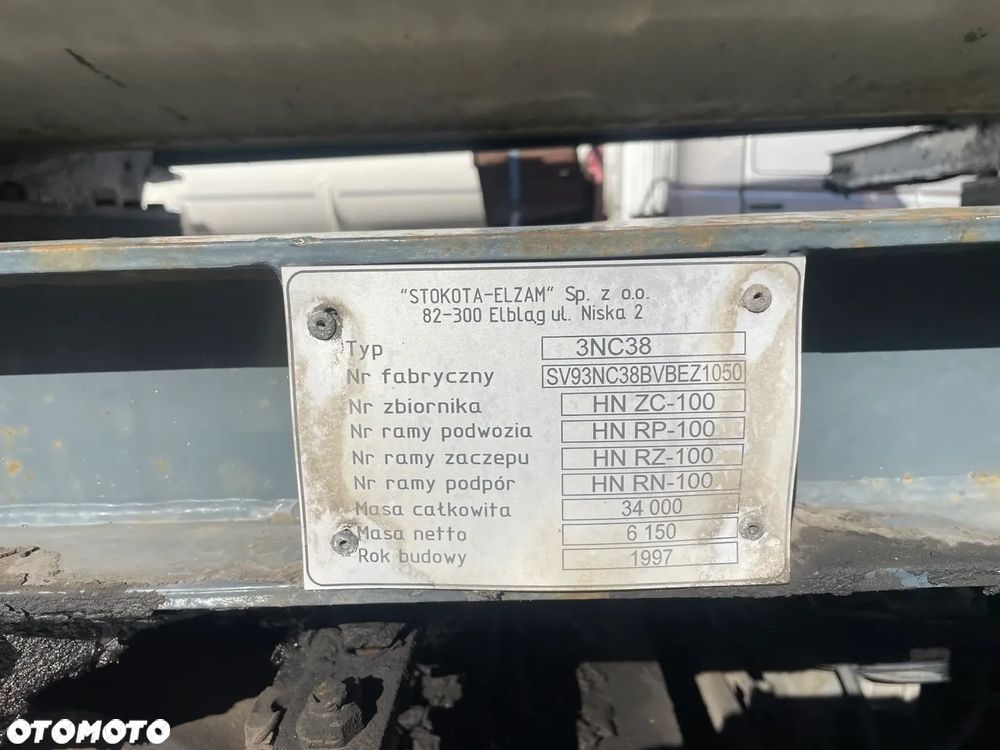 "STOKOTA-ELZAM" Sp. z o.o.
82-300 Elbląg ul. Niska 2
Typ 3NC38
Nr fabryczny SV93NC38BVBEZ1050
Nr zbiornika HN ZC-100
Nr ramy podwozia HN RP-100
Nr ramy zaczepu HN RZ-100
Nr ramy podpór HN RN-100
Masa całkowita 34 000
Masa netto 6 150
Rok budowy 1997
OTOMOTO